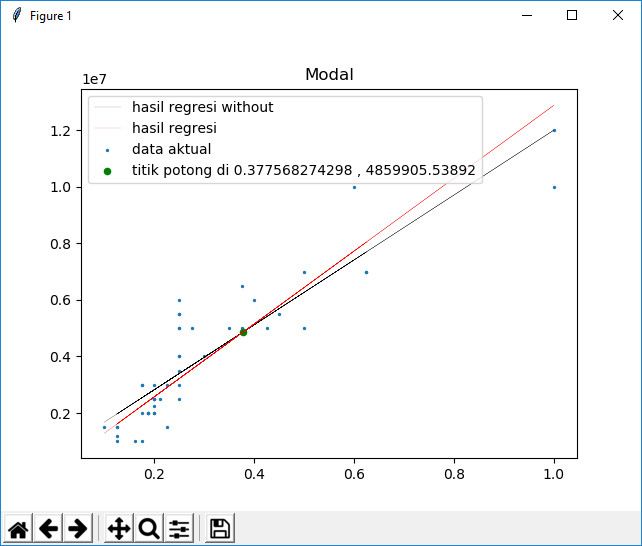 Figure 1
Modal
1e7
hasil regresi without
hasil regresi
data aktual
titik potong di 0.377568274298 , 4859905.53892
1.2
1.0
0.8
0.6
0.4
0.2
0.2 0.4 0.6 0.8 1.0